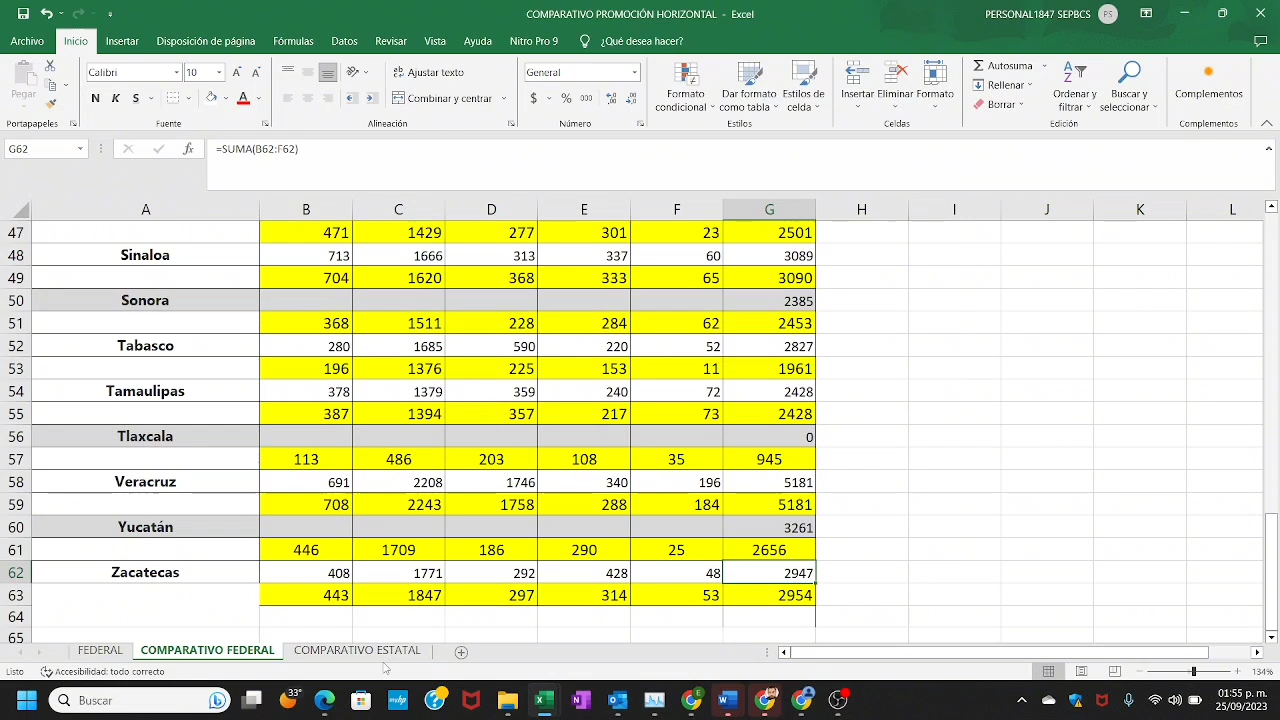 COMPARATIVO PROMOCIÓN HORIZONTAL - Excel
PERSONAL1847 SEPBCS PS
Archivo Inicio Insertar Disposición de página Fórmulas Datos Revisar Vista Ayuda Nitro Pro 9 ¿Qué desea hacer?
Pegar
Portapapeles
Calibri 10
N K S
Fuente
Ajustar texto
Combinar y centrar
Alineación
General
$ % 000
Número
Formato condicional
Dar formato como tabla
Estilos de celda
Estilos
Insertar Eliminar Formato
Celdas
Autosuma
Rellenar
Borrar
Ordenar y filtrar
Buscar y seleccionar
Edición
Complementos
Complementos
G62 fx =SUMA(B62:F62)
A B C D E F G H I J K L
47 471 1429 277 301 23 2501
48 Sinaloa 713 1666 313 337 60 3089
49 704 1620 368 333 65 3090
50 Sonora 2385
51 368 1511 228 284 62 2453
52 Tabasco 280 1685 590 220 52 2827
53 196 1376 225 153 11 1961
54 Tamaulipas 378 1379 359 240 72 2428
55 387 1394 357 217 73 2428
56 Tlaxcala 0
57 113 486 203 108 35 945
58 Veracruz 691 2208 1746 340 196 5181
59 708 2243 1758 288 184 5181
60 Yucatán 3261
61 446 1709 186 290 25 2656
62 Zacatecas 408 1771 292 428 48 2947
63 443 1847 297 314 53 2954
64
65
FEDERAL COMPARATIVO FEDERAL COMPARATIVO ESTATAL
Listo Accesibilidad: todo correcto 134%
Buscar 33° 01:55 p. m.
25/09/2023